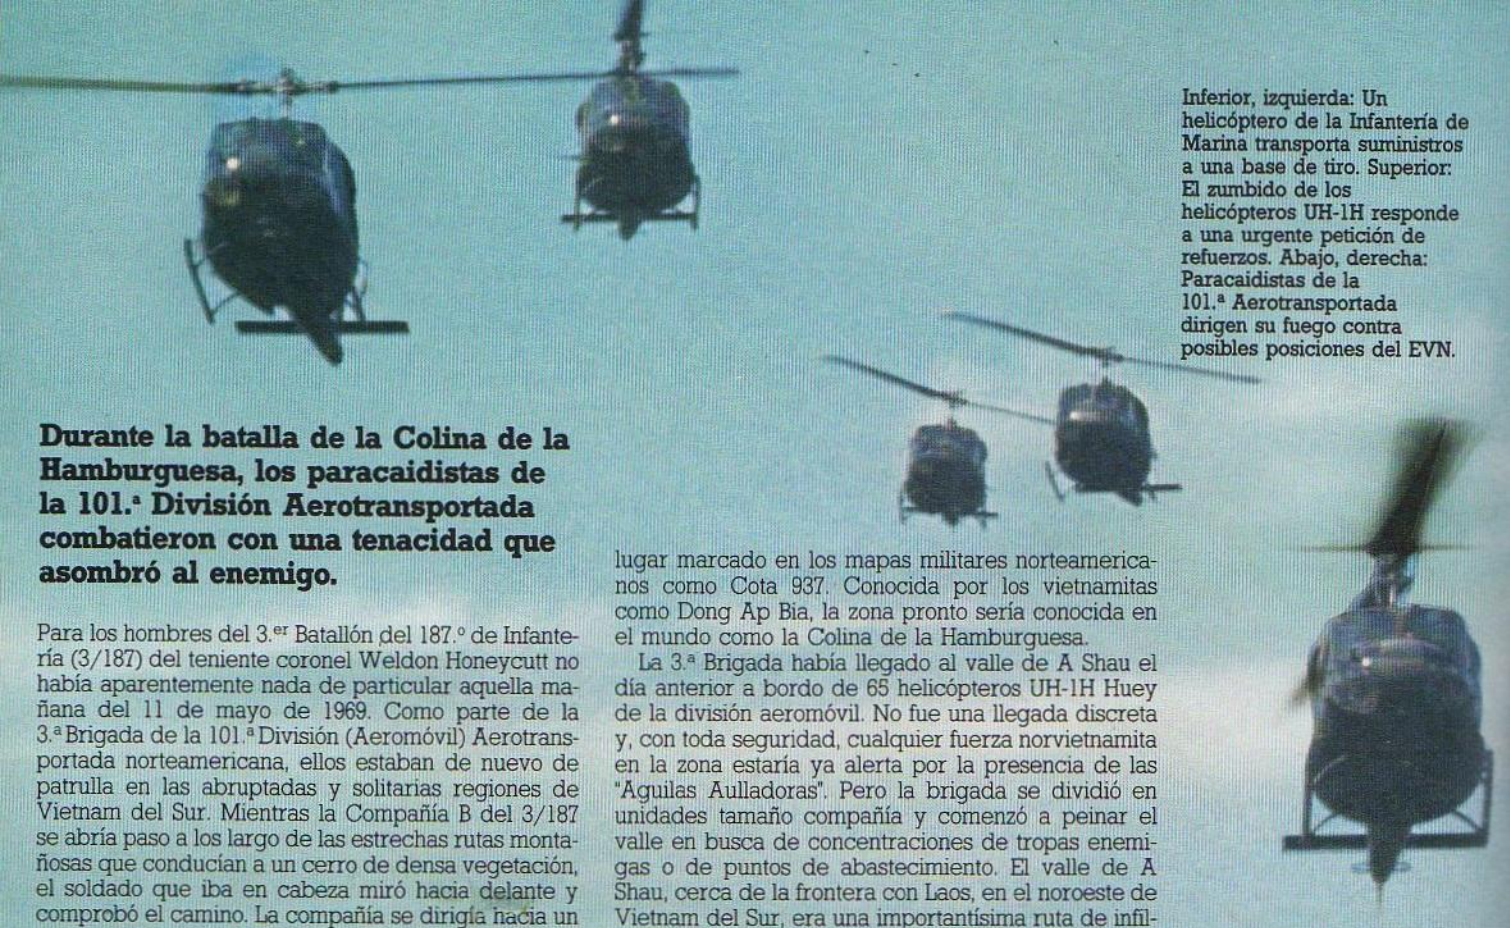 Inferior, izquierda: Un
helicóptero de la Infantería de
Marina transporta suministros
a una base de tiro. Superior:
El zumbido de los
helicópteros UH-1H responde
a una urgente petición de
refuerzos. Abajo, derecha:
Paracaidistas de la
101.ª Aerotransportada
dirigen su fuego contra
posibles posiciones del EVN.
Durante la batalla de la Colina de la
Hamburguesa, los paracaidistas de
la 101.ª División Aerotransportada
combatieron con una tenacidad que
asombró al enemigo.
Para los hombres del 3.er Batallón del 187.º de Infante-
ría (3/187) del teniente coronel Weldon Honeycutt no
había aparentemente nada de particular aquella ma-
ñana del 11 de mayo de 1969. Como parte de la
3.ª Brigada de la 101.ª División (Aeromóvil) Aerotrans-
portada norteamericana, ellos estaban de nuevo de
patrulla en las abruptadas y solitarias regiones de
Vietnam del Sur. Mientras la Compañía B del 3/187
se abría paso a los largo de las estrechas rutas monta-
ñosas que conducían a un cerro de densa vegetación,
el soldado que iba en cabeza miró hacia delante y
comprobó el camino. La compañía se dirigía hacia un
lugar marcado en los mapas militares norteamerica-
nos como Cota 937. Conocida por los vietnamitas
como Dong Ap Bia, la zona pronto sería conocida en
el mundo como la Colina de la Hamburguesa.
La 3.ª Brigada había llegado al valle de A Shau el
día anterior a bordo de 65 helicópteros UH-1H Huey
de la división aeromóvil. No fue una llegada discreta
y, con toda seguridad, cualquier fuerza norvietnamita
en la zona estaría ya alerta por la presencia de las
"Aguilas Aulladoras". Pero la brigada se dividió en
unidades tamaño compañía y comenzó a peinar el
valle en busca de concentraciones de tropas enemi-
gas o de puntos de abastecimiento. El valle de A
Shau, cerca de la frontera con Laos, en el noroeste de
Vietnam del Sur, era una importantísima ruta de infil-